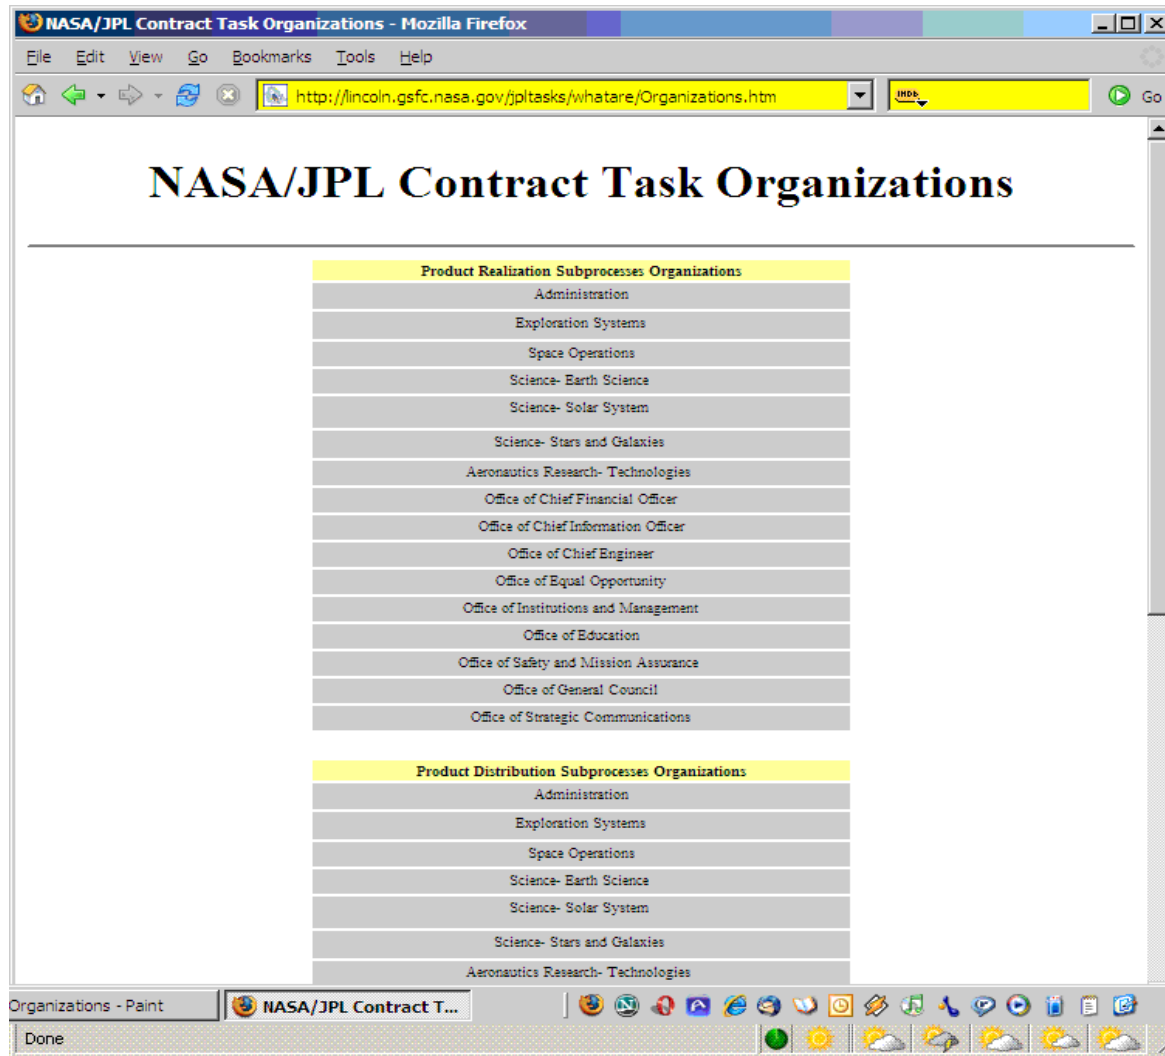 NASA/JPL Contract Task Organizations - Mozilla Firefox
File Edit View Go Bookmarks Tools Help
http://lincoln.gsfc.nasa.gov/jpltasks/whatare/Organizations.htm IMDb Go
NASA/JPL Contract Task Organizations
Product Realization Subprocesses Organizations
Administration
Exploration Systems
Space Operations
Science- Earth Science
Science- Solar System
Science- Stars and Galaxies
Aeronautics Research- Technologies
Office of Chief Financial Officer
Office of Chief Information Officer
Office of Chief Engineer
Office of Equal Opportunity
Office of Institutions and Management
Office of Education
Office of Safety and Mission Assurance
Office of General Council
Office of Strategic Communications
Product Distribution Subprocesses Organizations
Administration
Exploration Systems
Space Operations
Science- Earth Science
Science- Solar System
Science- Stars and Galaxies
Aeronautics Research- Technologies
Organizations - Paint NASA/JPL Contract T...
Done